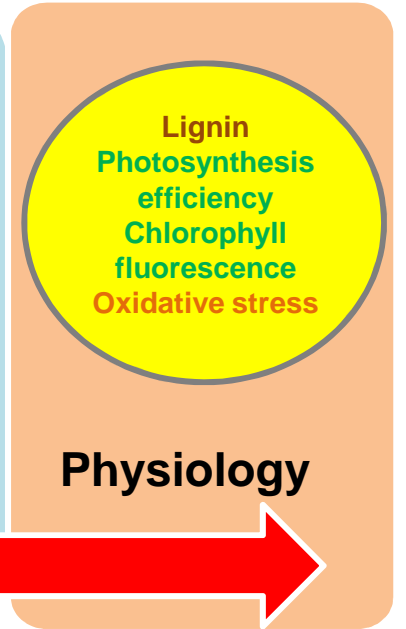 Lignin
Photosynthesis
efficiency
Chlorophyll
fluorescence
Oxidative stress
Physiology